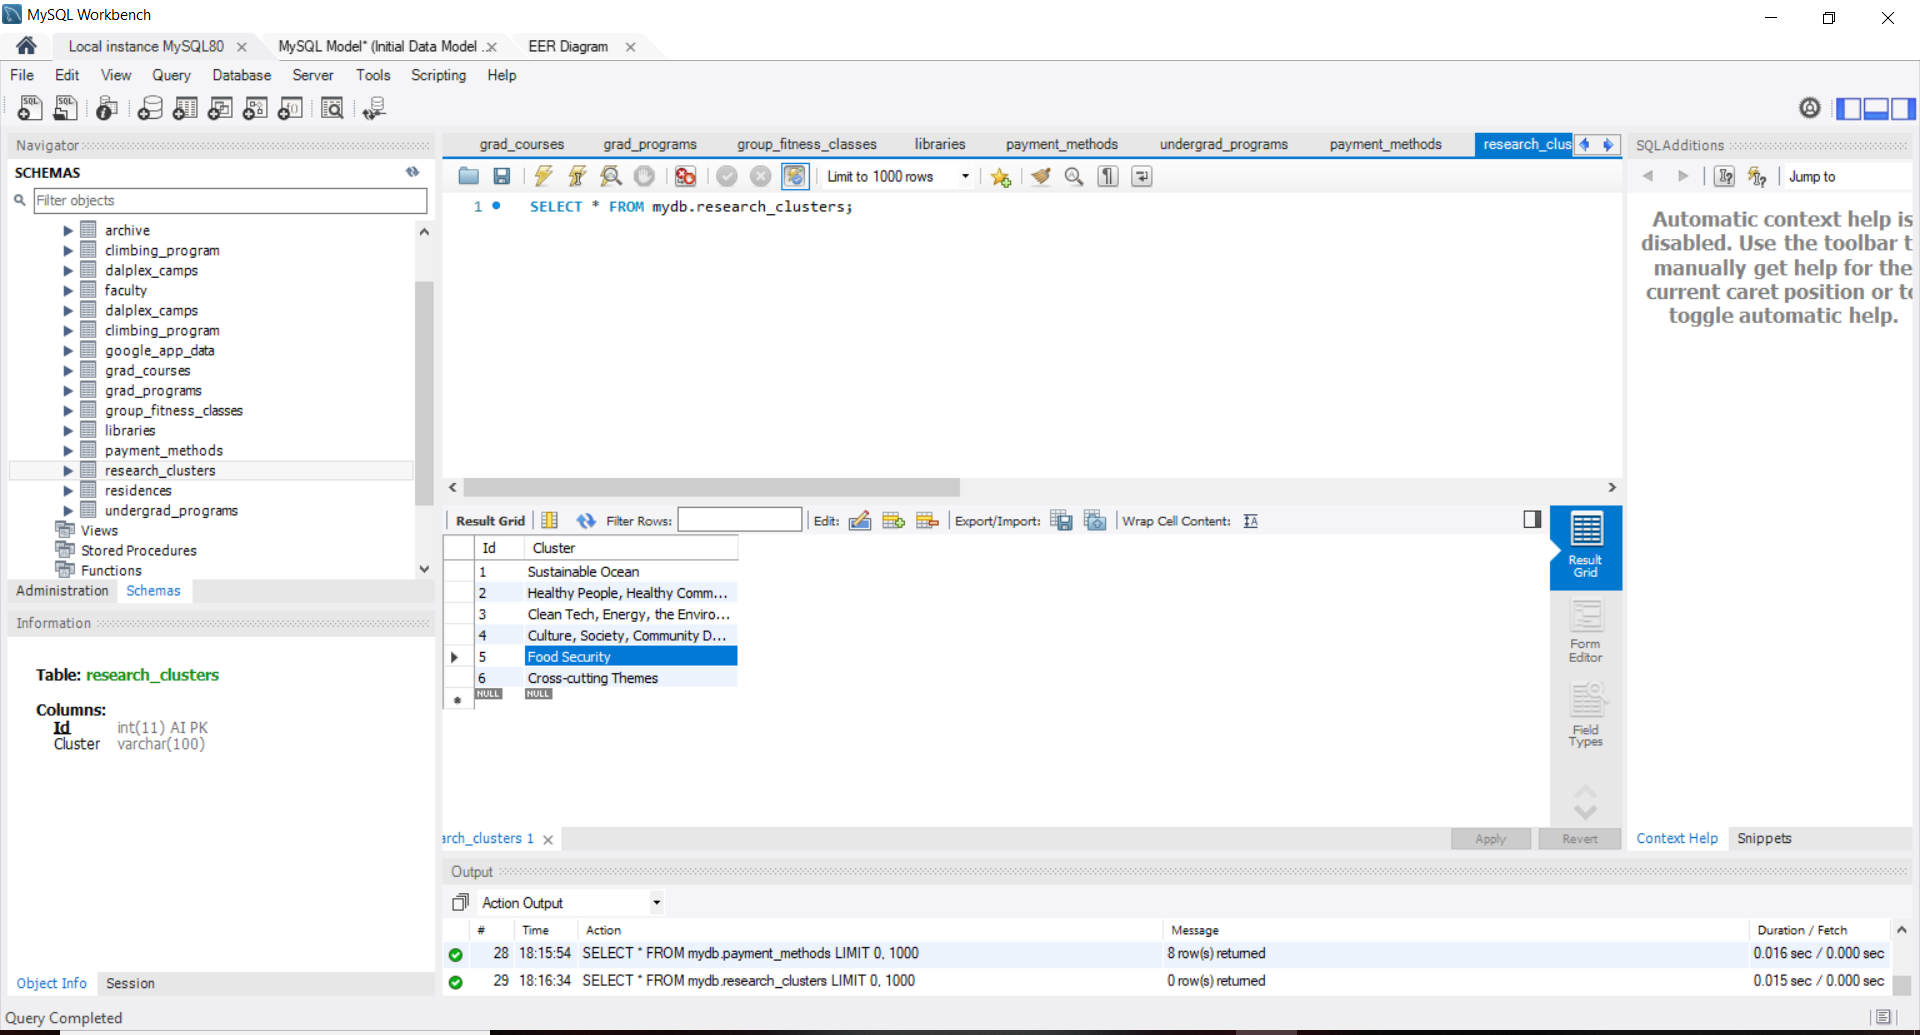 MySQL Workbench
Local instance MySQL80
MySQL Model* (Initial Data Model .
EER Diagram
File Edit View Query Database Server Tools Scripting Help
Navigator
SCHEMAS
Filter objects
archive
climbing_program
dalplex_camps
faculty
dalplex_camps
climbing_program
google_app_data
grad_courses
grad_programs
group_fitness_classes
libraries
payment_methods
research_clusters
residences
undergrad_programs
Views
Stored Procedures
Functions
Administration Schemas
Information
Table: research_clusters
Columns:
Id int(11) AI PK
Cluster varchar(100)
Object Info Session
Query Completed
grad_courses grad_programs group_fitness_classes libraries payment_methods undergrad_programs payment_methods research_clus
Limit to 1000 rows
1 SELECT * FROM mydb.research_clusters;
Result Grid Filter Rows: Edit: Export/Import: Wrap Cell Content:
Id Cluster
1 Sustainable Ocean
2 Healthy People, Healthy Comm...
3 Clean Tech, Energy, the Enviro...
4 Culture, Society, Community D...
5 Food Security
6 Cross-cutting Themes
NULL NULL
Result Grid
Form Editor
Field Types
arch_clusters 1
Apply Revert
Output
Action Output
# Time Action Message Duration / Fetch
28 18:15:54 SELECT * FROM mydb.payment_methods LIMIT 0, 1000 8 row(s) returned 0.016 sec / 0.000 sec
29 18:16:34 SELECT * FROM mydb.research_clusters LIMIT 0, 1000 0 row(s) returned 0.015 sec / 0.000 sec
SQLAdditions
Jump to
Automatic context help is
disabled. Use the toolbar t
manually get help for the
current caret position or to
toggle automatic help.
Context Help Snippets